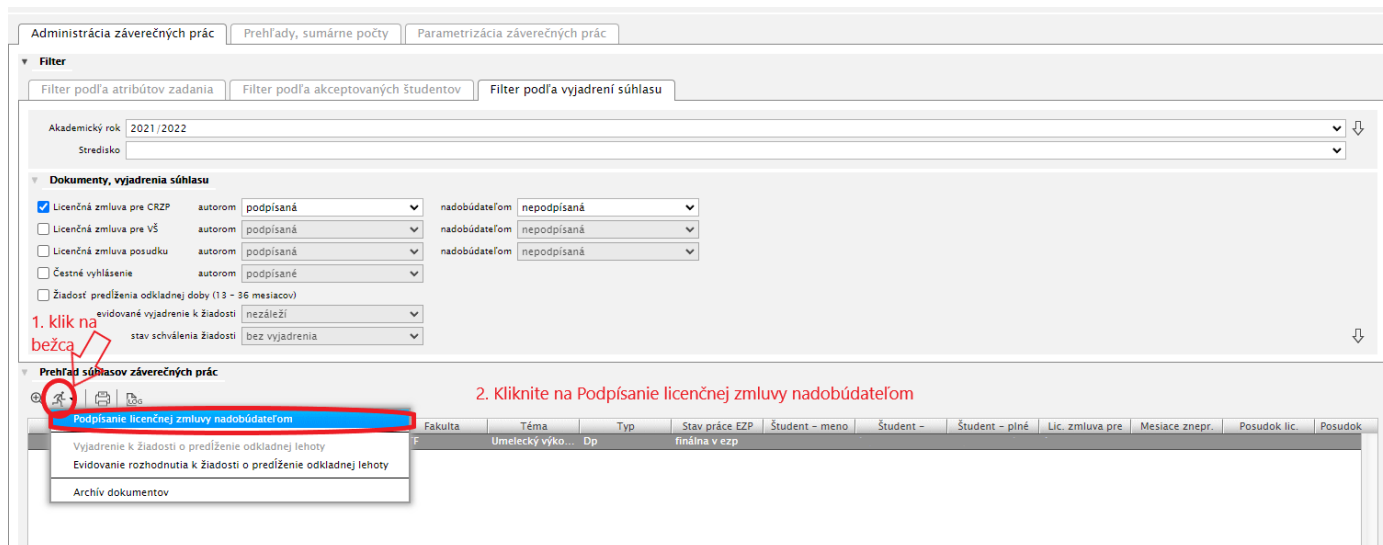 Administrácia záverečných prác Prehľady, sumárne počty Parametrizácia záverečných prác
Filter
Filter podľa atribútov zadania Filter podľa akceptovaných študentov Filter podľa vyjadrení súhlasu
Akademický rok 2021/2022
Stredisko
Dokumenty, vyjadrenia súhlasu
Licenčná zmluva pre CRZP autorom podpísaná nadobúdateľom nepodpísaná
Licenčná zmluva pre VŠ autorom podpísaná nadobúdateľom nepodpísaná
Licenčná zmluva posudku autorom podpísaná nadobúdateľom nepodpísaná
Čestné vyhlásenie autorom podpísané
Žiadosť predĺženia odkladnej doby (13 - 36 mesiacov)
evidované vyjadrenie k žiadosti nezáleží
1. klik na
bežca
stav schválenia žiadosti bez vyjadrenia
Prehľad súhlasov záverečných prác
LOG
2. Kliknite na Podpísanie licenčnej zmluvy nadobúdateľom
Podpísanie licenčnej zmluvy nadobúdateľom
Fakulta Téma Typ Stav práce EZP Študent - meno Študent - Študent - plné Lic. zmluva pre Mesiace znepr. Posudok lic. Posudok
Umelecký výko... Dp finálna v ezp
Vyjadrenie k žiadosti o predĺženie odkladnej lehoty
Evidovanie rozhodnutia k žiadosti o predĺženie odkladnej lehoty
Archív dokumentov